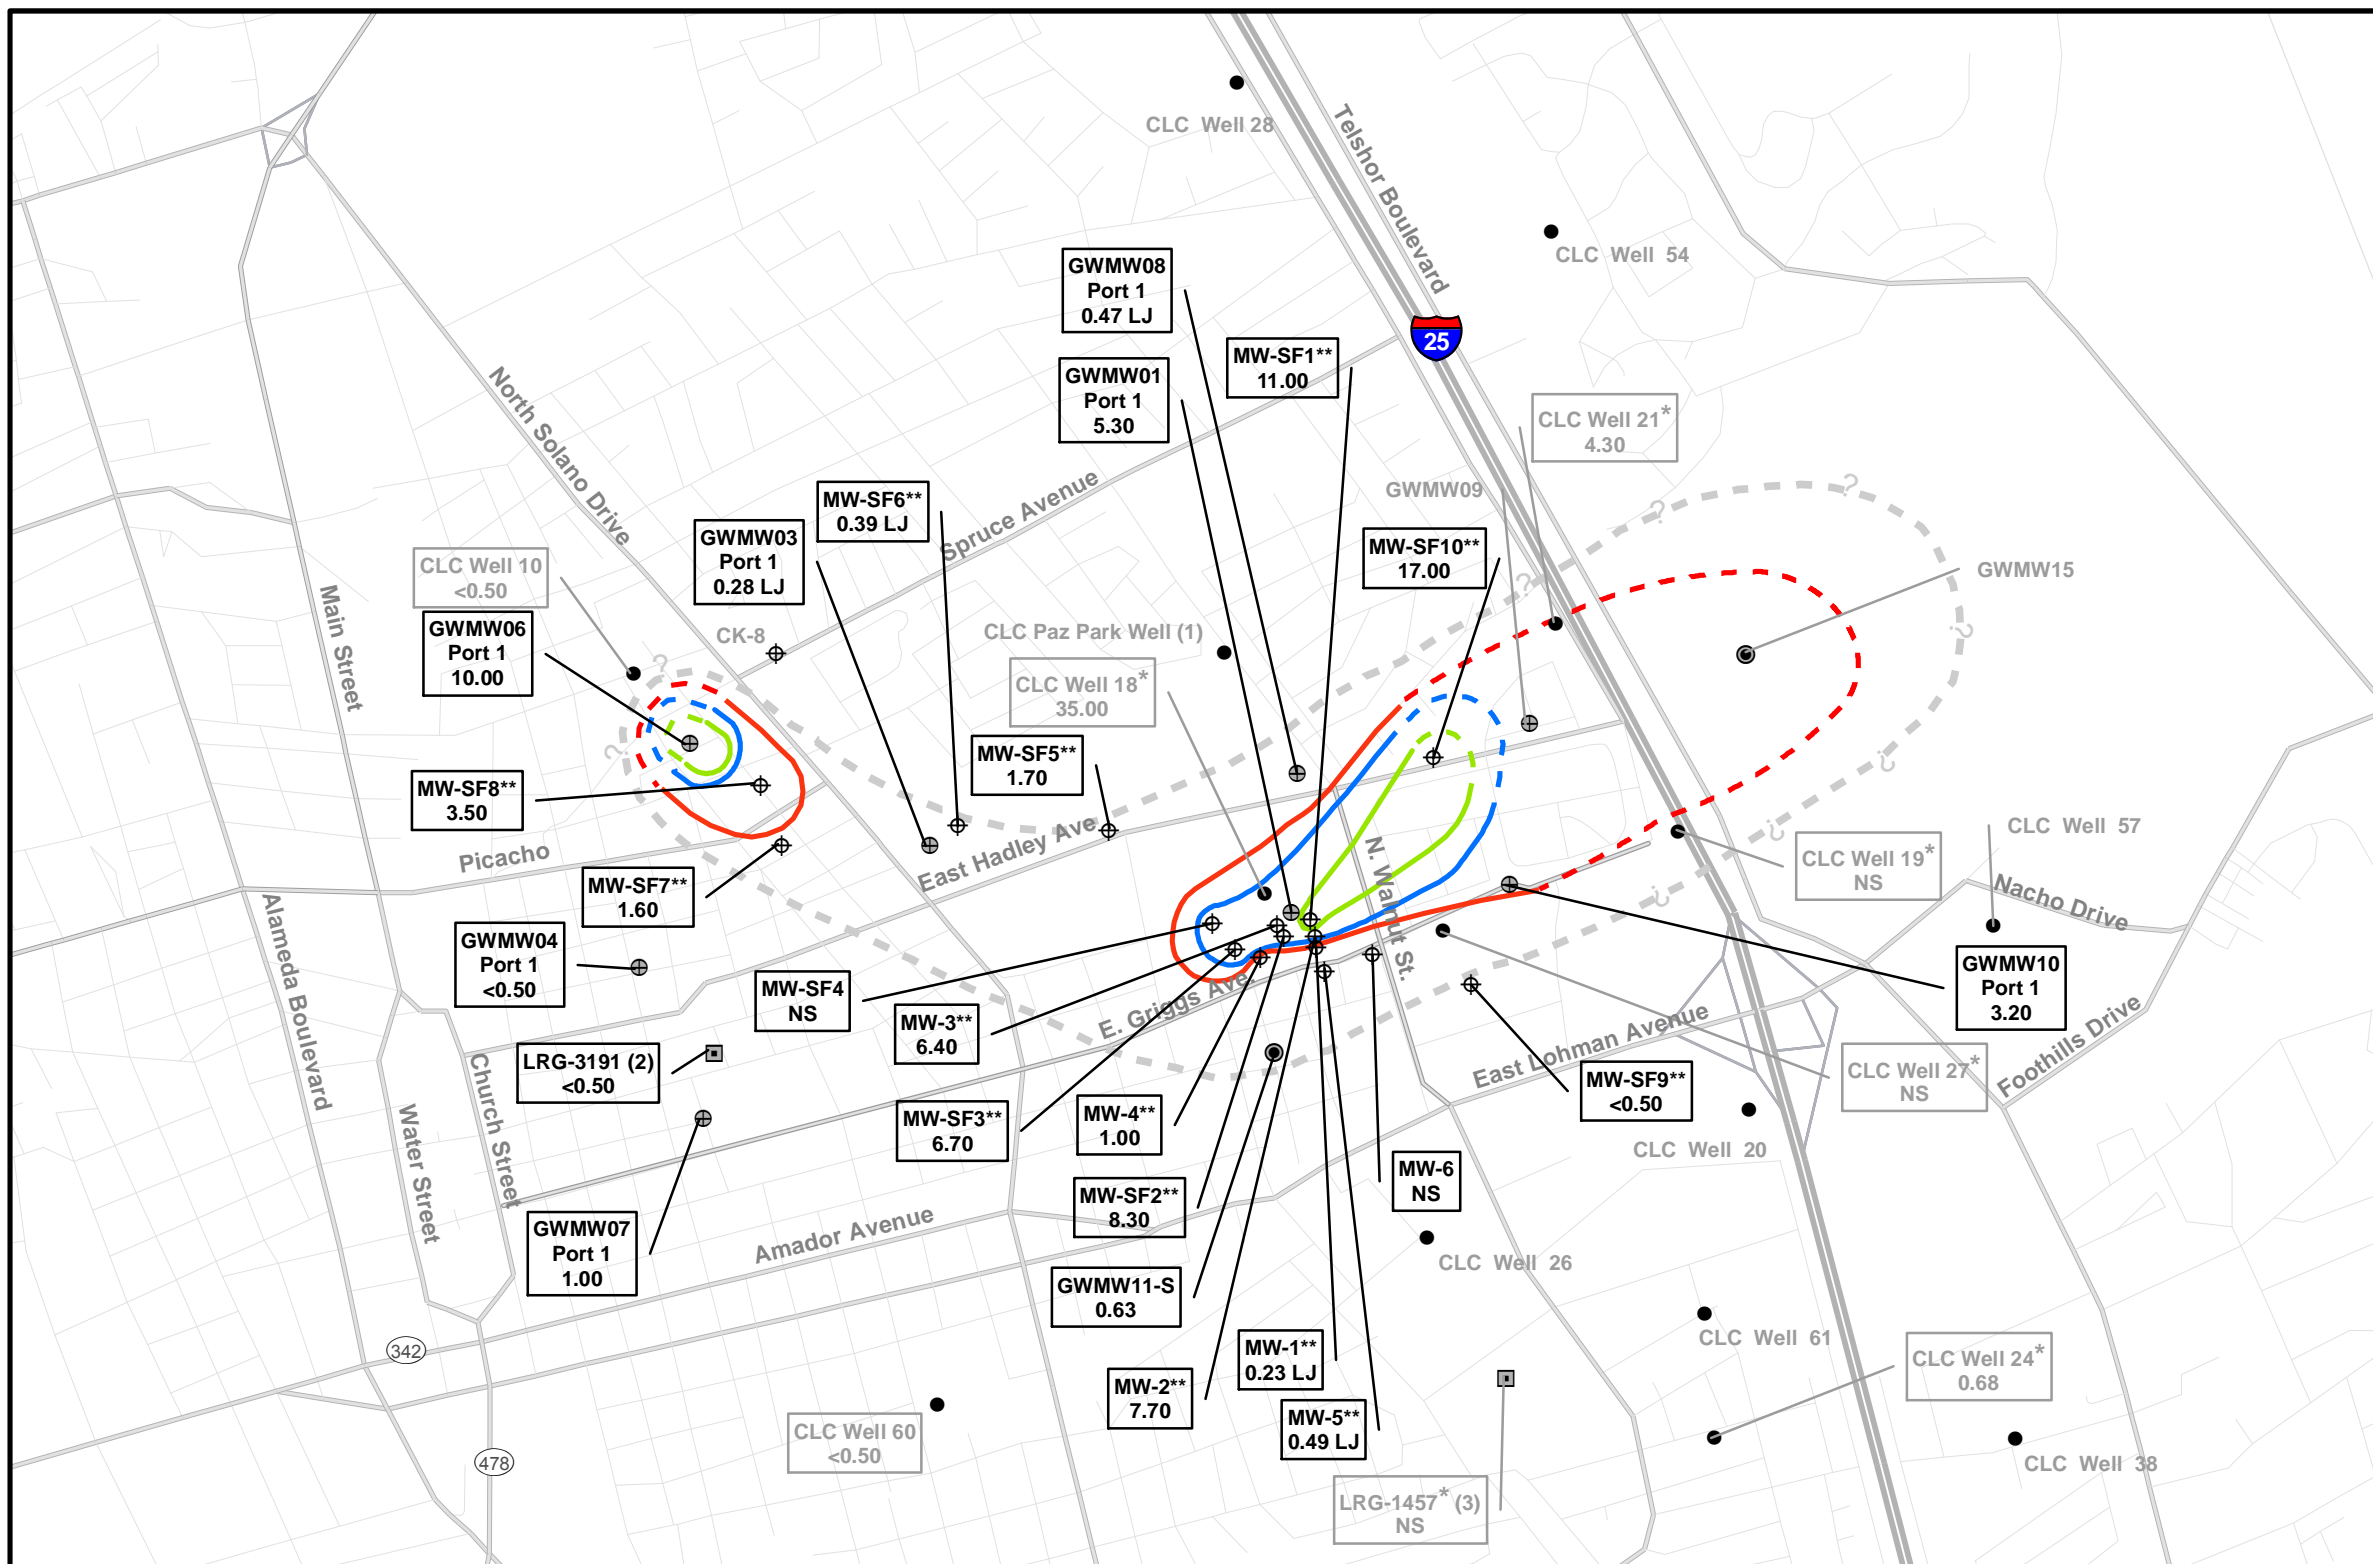 CLC Well 28
Telshor Boulevard
CLC Well 54
GWMW08
Port 1
0.47 LJ
25
MW-SF1**
11.00
GWMW01
Port 1
5.30
CLC Well 21*
4.30
North Solano Drive
MW-SF6**
0.39 LJ
Spruce Avenue
GWMW09
?
?
GWMW03
Port 1
0.28 LJ
MW-SF10**
17.00
CLC Well 10
<0.50
GWMW15
?
Main Street
GWMW06
Port 1
10.00
CK-8
CLC Paz Park Well (1)
?
?
CLC Well 18*
35.00
?
MW-SF5**
1.70
?
MW-SF8**
3.50
?
CLC Well 57
East Hadley Ave
Picacho
N. Walnut St.
CLC Well 19*
NS
MW-SF7**
1.60
?
Nacho Drive
Alameda Boulevard
GWMW04
Port 1
<0.50
GWMW10
Port 1
3.20
MW-SF4
NS
E. Griggs Ave.
MW-3**
6.40
East Lohman Avenue
Foothills Drive
LRG-3191 (2)
<0.50
MW-SF9**
<0.50
CLC Well 27*
NS
Church Street
Water Street
MW-SF3**
6.70
MW-4**
1.00
CLC Well 20
MW-6
NS
MW-SF2**
8.30
GWMW07
Port 1
1.00
Amador Avenue
CLC Well 26
GWMW11-S
0.63
342
CLC Well 61
MW-1**
0.23 LJ
CLC Well 24*
0.68
MW-2**
7.70
MW-5**
0.49 LJ
CLC Well 60
<0.50
478
CLC Well 38
LRG-1457* (3)
NS